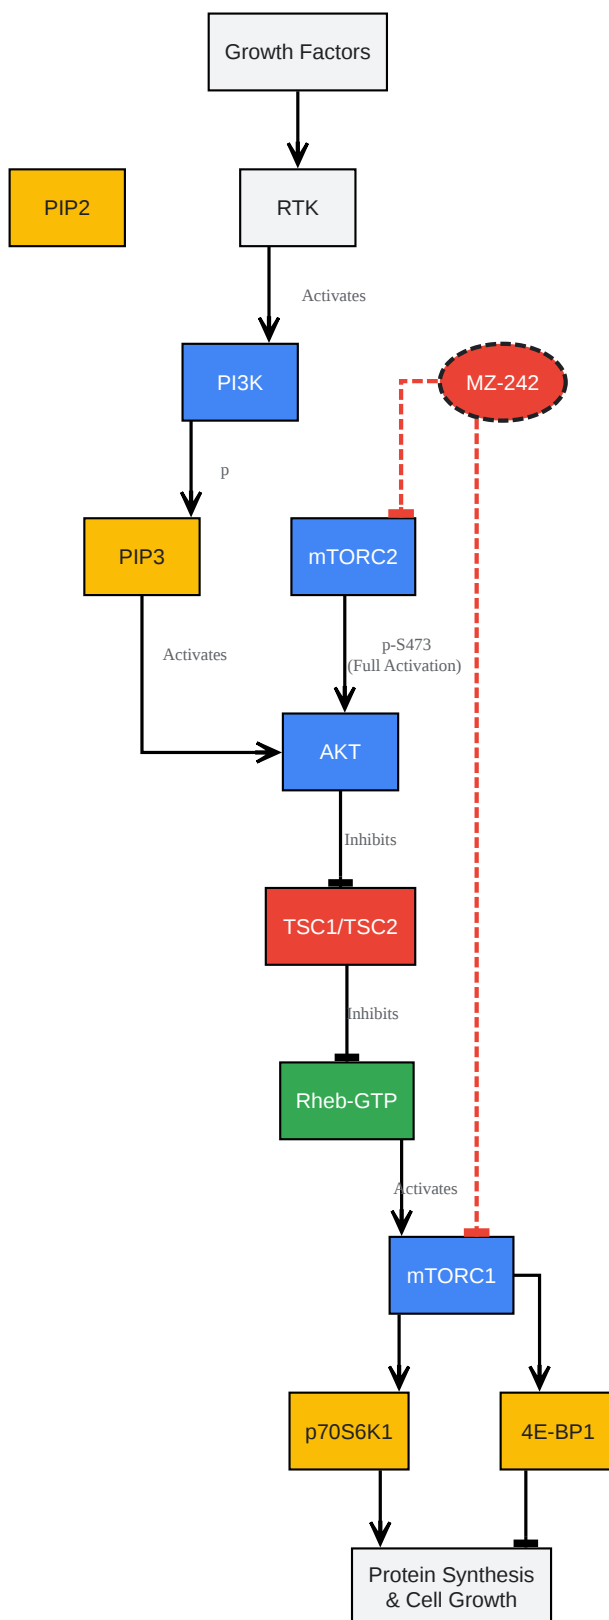 Growth Factors
PIP2
RTK
Activates
PI3K
MZ-242
p
PIP3
mTORC2
Activates
p-S473
(Full Activation)
AKT
Inhibits
TSC1/TSC2
Inhibits
Rheb-GTP
Activates
mTORC1
p70S6K1
4E-BP1
Protein Synthesis
& Cell Growth